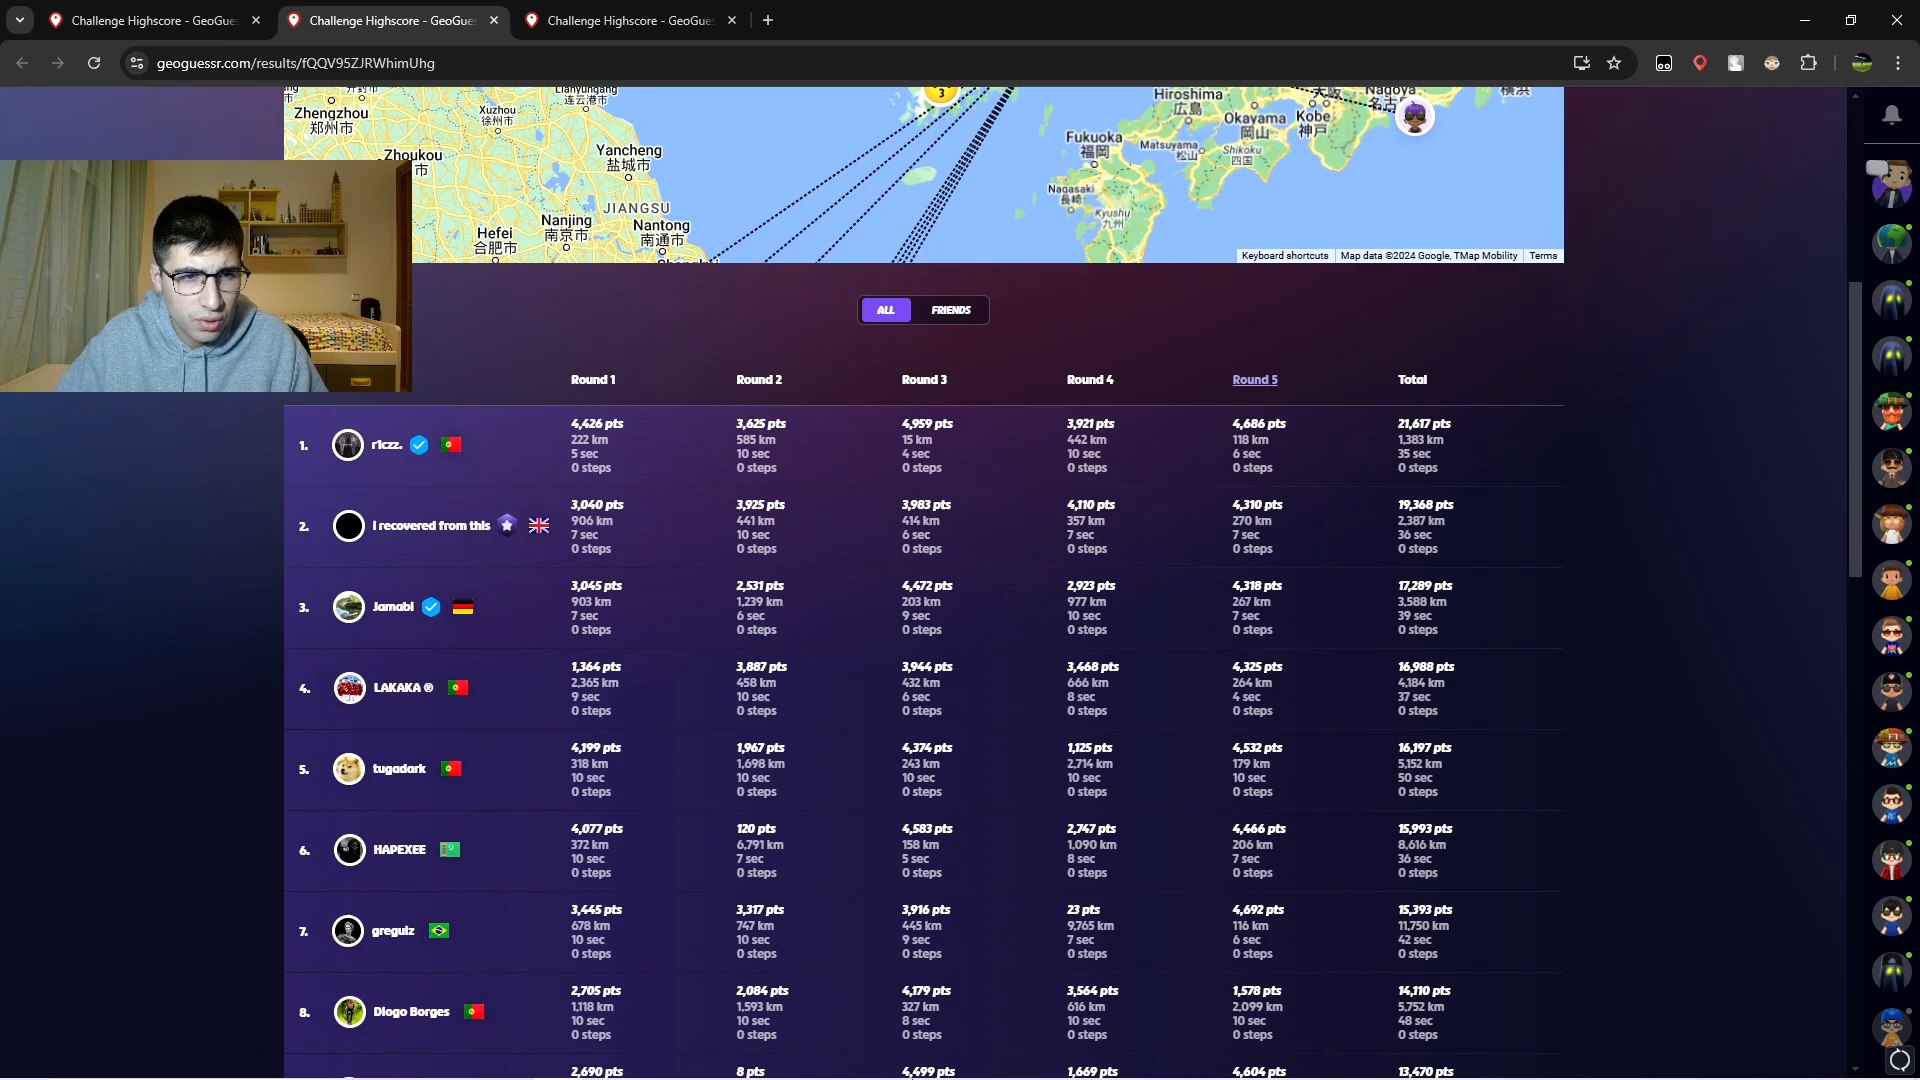 Challenge Highscore - GeoGues
Challenge Highscore - GeoGues
Challenge Highscore - GeoGues
geoguessr.com/results/fQQV95ZJRWhimUhg
Zhengzhou
郑州市
Xuzhou
徐州市
Lianyungang
连云港市
Zhoukou
市
Yancheng
盐城市
JIANGSU
Nanjing
南京市
Nantong
南通市
Hefei
合肥市
3
Hiroshima
広島
Okayama
岡山
Kobe
神戸
大阪
Nagoya
横浜
Fukuoka
福岡
Matsuyama
松山
Shikoku
四国
Nagasaki
長崎
Kyushu
九州
Keyboard shortcuts
Map data ©2024 Google, TMap Mobility
Terms
ALL
FRIENDS
Round 1 Round 2 Round 3 Round 4 Round 5 Total
1. r1czz.
4,426 pts 3,625 pts 4,959 pts 3,921 pts 4,686 pts 21,617 pts
222 km 585 km 15 km 442 km 118 km 1,383 km
5 sec 10 sec 4 sec 10 sec 6 sec 35 sec
0 steps 0 steps 0 steps 0 steps 0 steps 0 steps
2. I recovered from this
3,040 pts 3,925 pts 3,983 pts 4,110 pts 4,310 pts 19,368 pts
906 km 441 km 414 km 357 km 270 km 2,387 km
7 sec 10 sec 6 sec 7 sec 7 sec 36 sec
0 steps 0 steps 0 steps 0 steps 0 steps 0 steps
3. Jamabi
3,045 pts 2,531 pts 4,472 pts 2,923 pts 4,318 pts 17,289 pts
903 km 1,239 km 203 km 977 km 267 km 3,588 km
7 sec 6 sec 9 sec 10 sec 7 sec 39 sec
0 steps 0 steps 0 steps 0 steps 0 steps 0 steps
4. LAKAKA ®
1,364 pts 3,887 pts 3,944 pts 3,468 pts 4,325 pts 16,988 pts
2,365 km 458 km 432 km 666 km 264 km 4,184 km
9 sec 10 sec 6 sec 8 sec 4 sec 37 sec
0 steps 0 steps 0 steps 0 steps 0 steps 0 steps
5. tugadark
4,199 pts 1,967 pts 4,374 pts 1,125 pts 4,532 pts 16,197 pts
318 km 1,698 km 243 km 2,714 km 179 km 5,152 km
10 sec 10 sec 10 sec 10 sec 10 sec 50 sec
0 steps 0 steps 0 steps 0 steps 0 steps 0 steps
6. HAPEXEE
4,077 pts 120 pts 4,583 pts 2,747 pts 4,466 pts 15,993 pts
372 km 6,791 km 158 km 1,090 km 206 km 8,616 km
10 sec 7 sec 5 sec 8 sec 7 sec 36 sec
0 steps 0 steps 0 steps 0 steps 0 steps 0 steps
7. gregulz
3,445 pts 3,317 pts 3,916 pts 23 pts 4,692 pts 15,393 pts
678 km 747 km 445 km 9,765 km 116 km 11,750 km
10 sec 10 sec 9 sec 7 sec 6 sec 42 sec
0 steps 0 steps 0 steps 0 steps 0 steps 0 steps
8. Diogo Borges
2,705 pts 2,084 pts 4,179 pts 3,564 pts 1,578 pts 14,110 pts
1,118 km 1,593 km 327 km 616 km 2,099 km 5,752 km
10 sec 10 sec 8 sec 10 sec 10 sec 48 sec
0 steps 0 steps 0 steps 0 steps 0 steps 0 steps
2,690 pts 8 pts 4,499 pts 1,669 pts 4,604 pts 13,470 pts